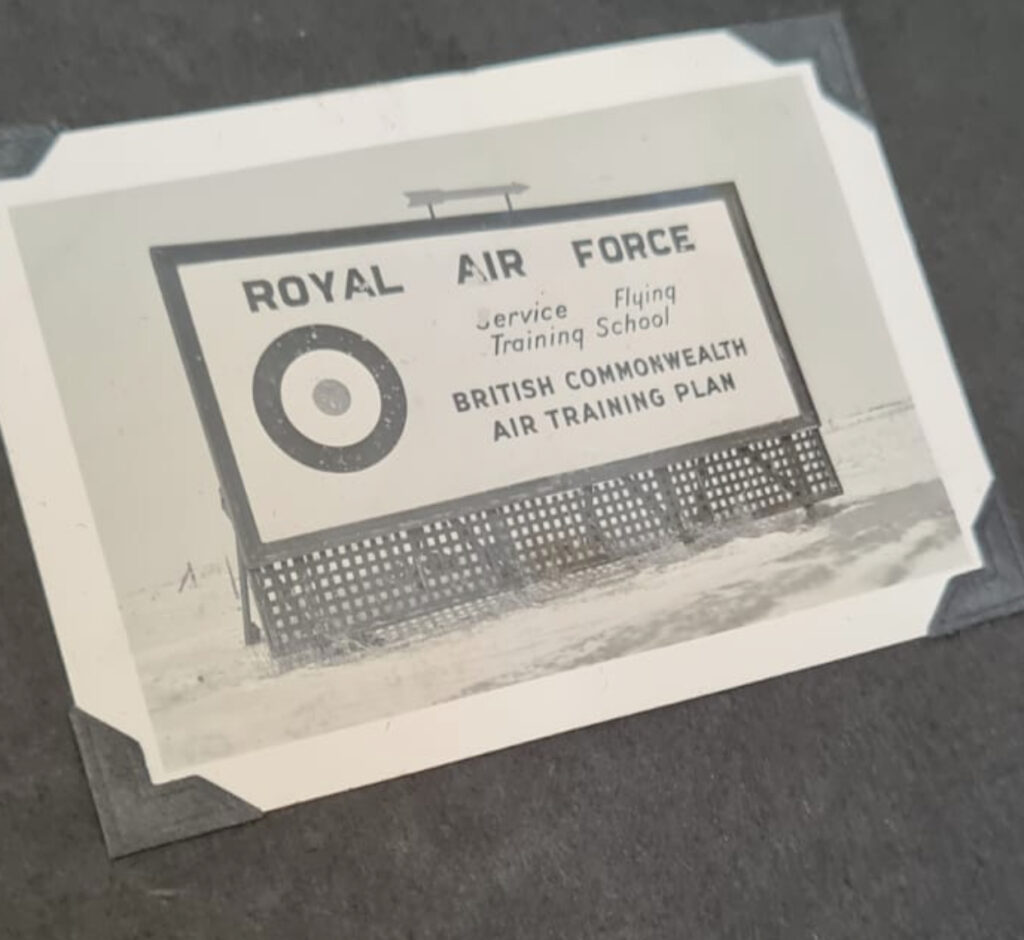 ROYAL AIR FORCE
Service Flying
Training School
BRITISH COMMONWEALTH
AIR TRAINING PLAN